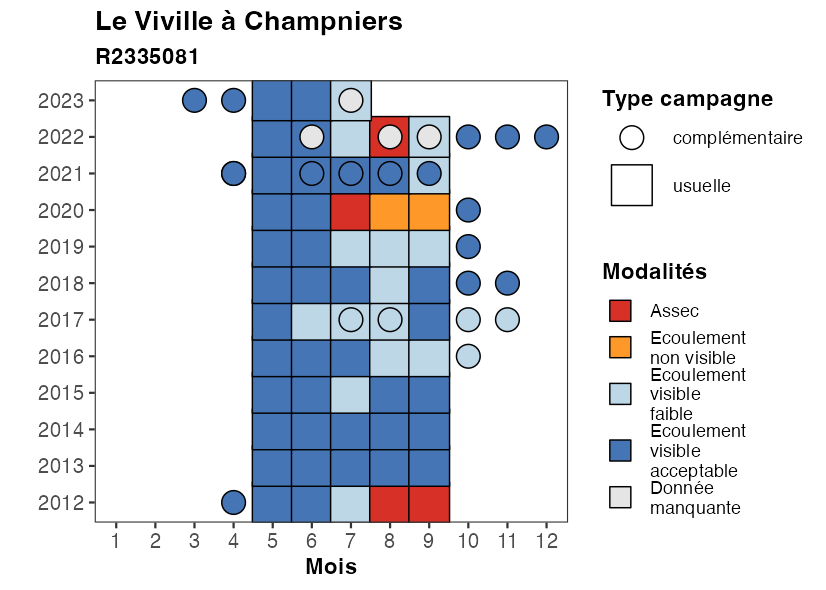 Le Viville à Champniers
R2335081
2023
2022
2021
2020
2019
2018
2017
2016
2015
2014
2013
2012
1 2 3 4 5 6 7 8 9 10 11 12
Mois
Type campagne
complémentaire
usuelle
Modalités
Assec
Ecoulement
non visible
Ecoulement
visible
faible
Ecoulement
visible
acceptable
Donnée
manquante